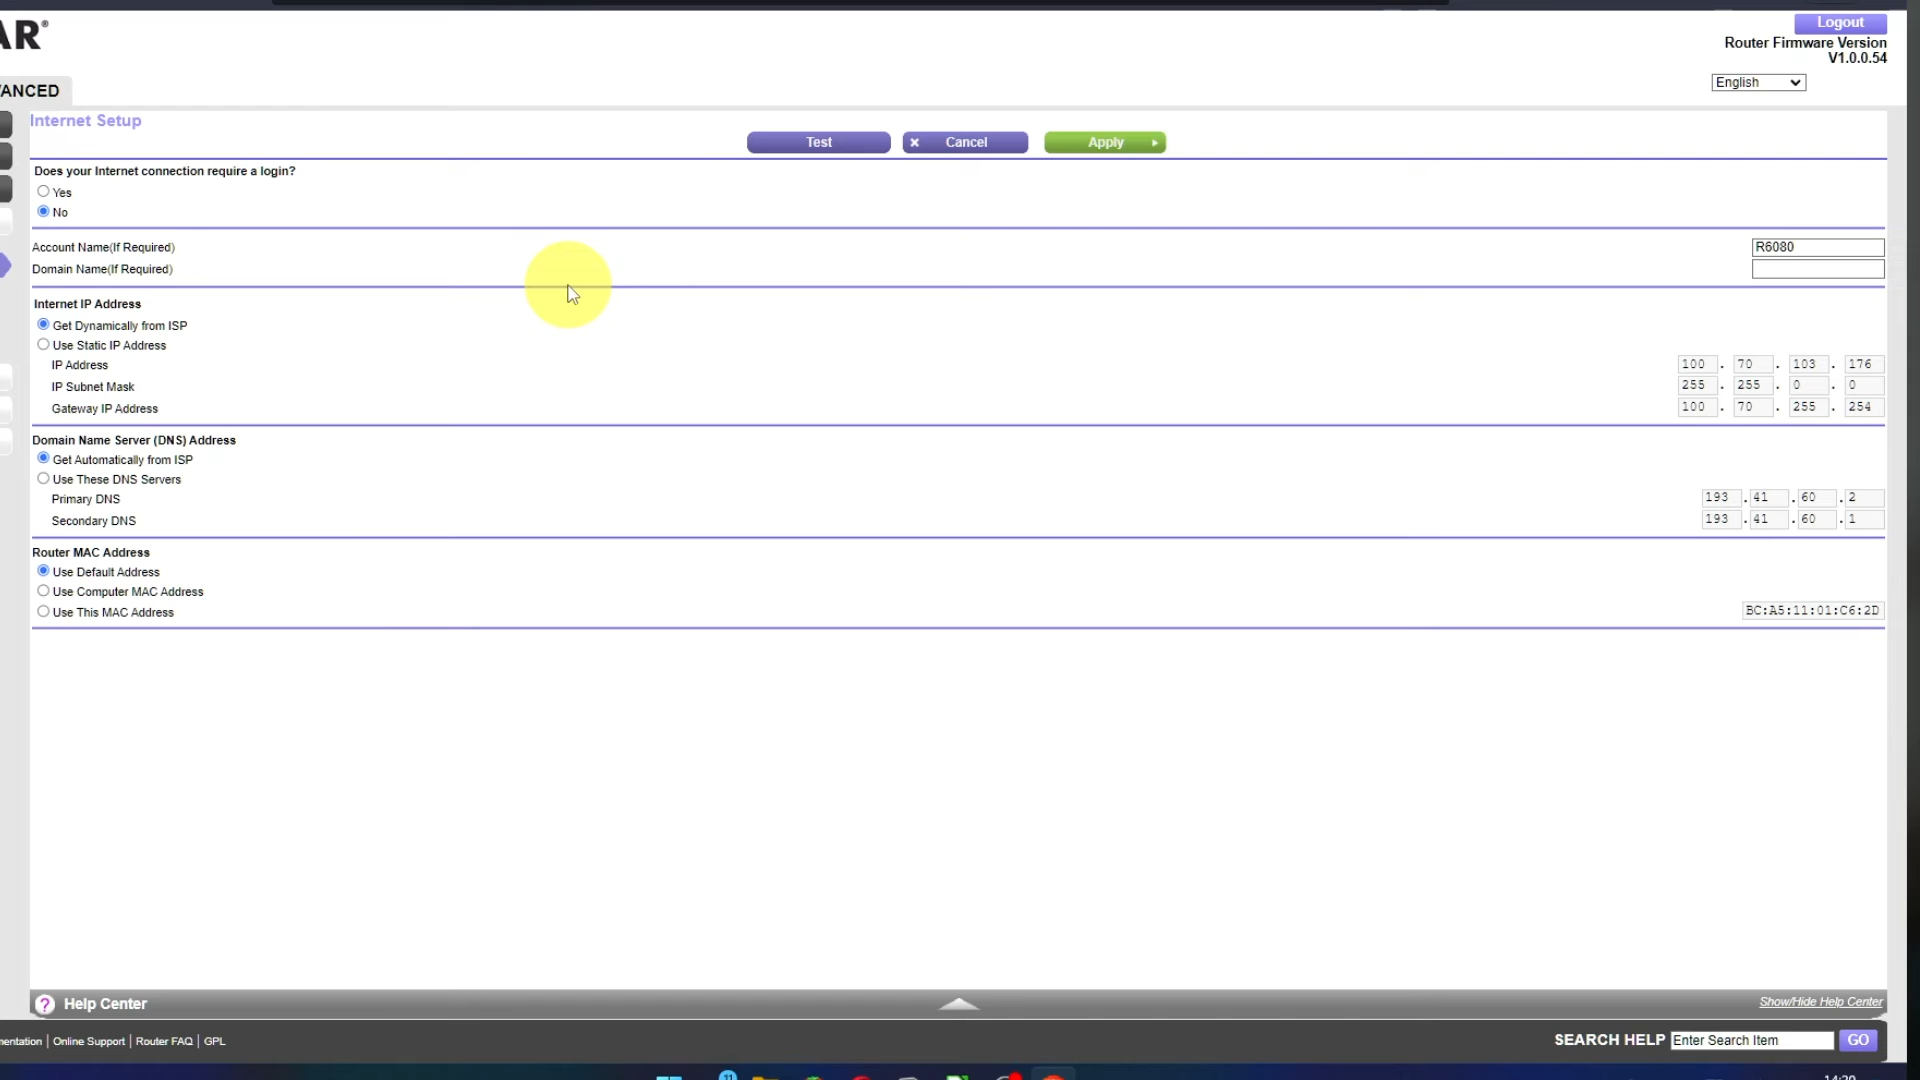 AR®
Logout
Router Firmware Version
V1.0.0.54
ANCED
English
Internet Setup
Test
Cancel
Apply
Does your Internet connection require a login?
Yes
No
Account Name(If Required) R6080
Domain Name(If Required)
Internet IP Address
Get Dynamically from ISP
Use Static IP Address
IP Address 100 . 70 . 103 . 176
IP Subnet Mask 255 . 255 . 0 . 0
Gateway IP Address 100 . 70 . 255 . 254
Domain Name Server (DNS) Address
Get Automatically from ISP
Use These DNS Servers
Primary DNS 193 . 41 . 60 . 2
Secondary DNS 193 . 41 . 60 . 1
Router MAC Address
Use Default Address
Use Computer MAC Address
Use This MAC Address BC:A5:11:01:C6:2D
? Help Center Show/Hide Help Center
mentation | Online Support | Router FAQ | GPL SEARCH HELP Enter Search Item GO
11